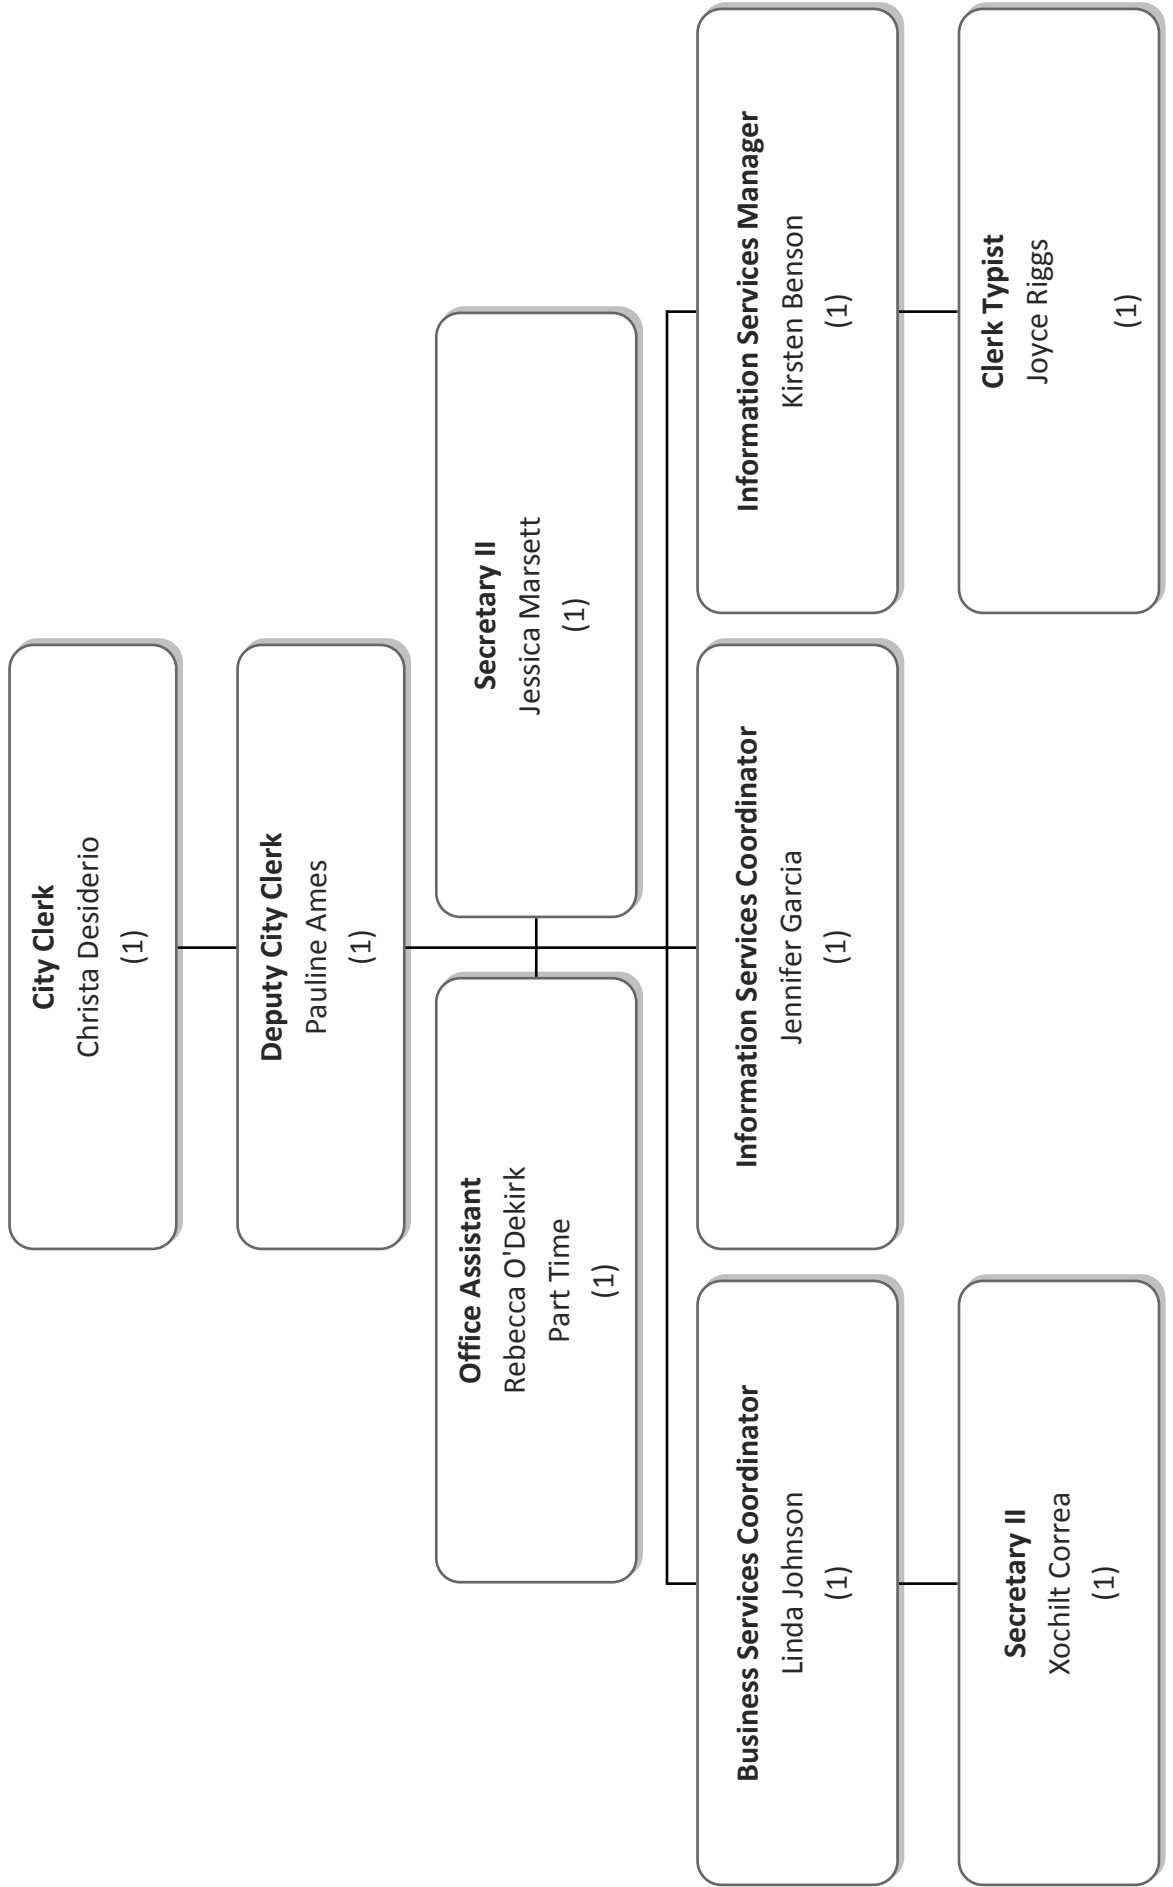 City Clerk
Christa Desiderio
(1)
Deputy City Clerk
Pauline Ames
(1)
Office Assistant
Rebecca O'Dekirk
Part Time
(1)
Secretary II
Jessica Marsett
(1)
Business Services Coordinator
Linda Johnson
(1)
Information Services Coordinator
Jennifer Garcia
(1)
Information Services Manager
Kirsten Benson
(1)
Secretary II
Xochilt Correa
(1)
Clerk Typist
Joyce Riggs
(1)